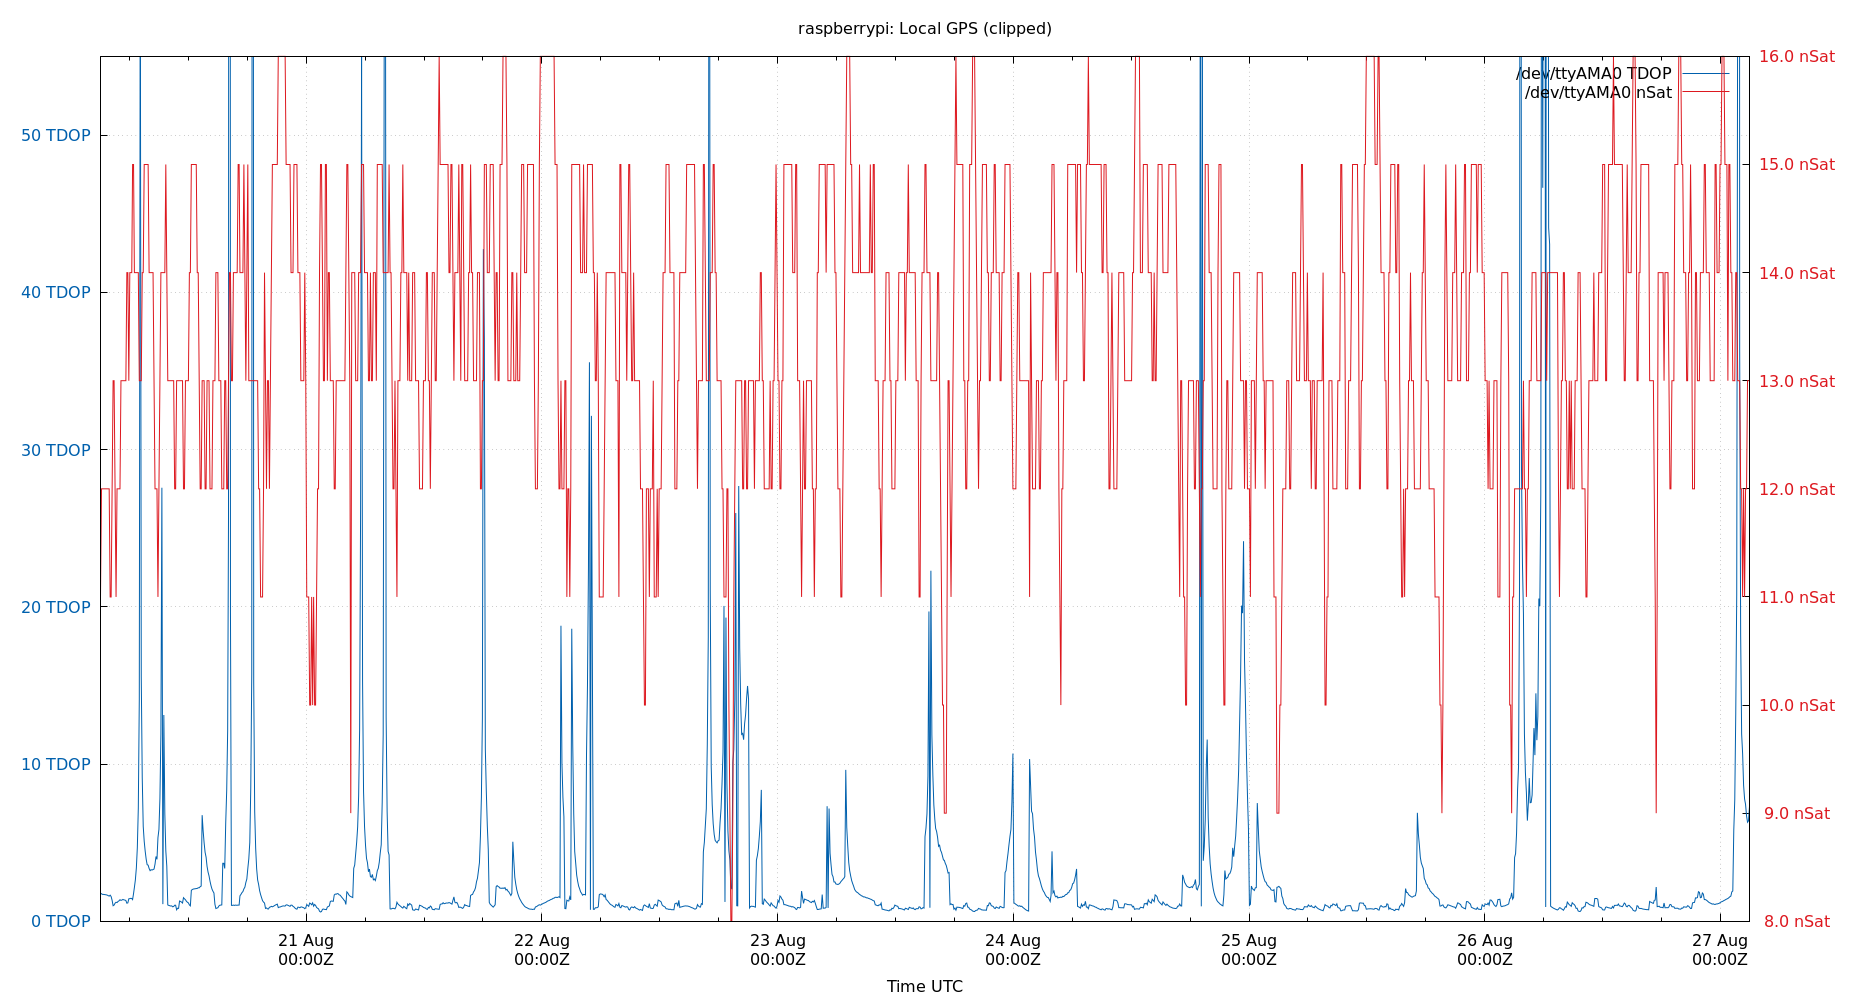 raspberrypi: Local GPS (clipped)
/dev/ttyAMA0 TDOP
/dev/ttyAMA0 nSat
50 TDOP
40 TDOP
30 TDOP
20 TDOP
10 TDOP
0 TDOP
16.0 nSat
15.0 nSat
14.0 nSat
13.0 nSat
12.0 nSat
11.0 nSat
10.0 nSat
9.0 nSat
8.0 nSat
21 Aug
00:00Z
22 Aug
00:00Z
23 Aug
00:00Z
24 Aug
00:00Z
25 Aug
00:00Z
26 Aug
00:00Z
27 Aug
00:00Z
Time UTC